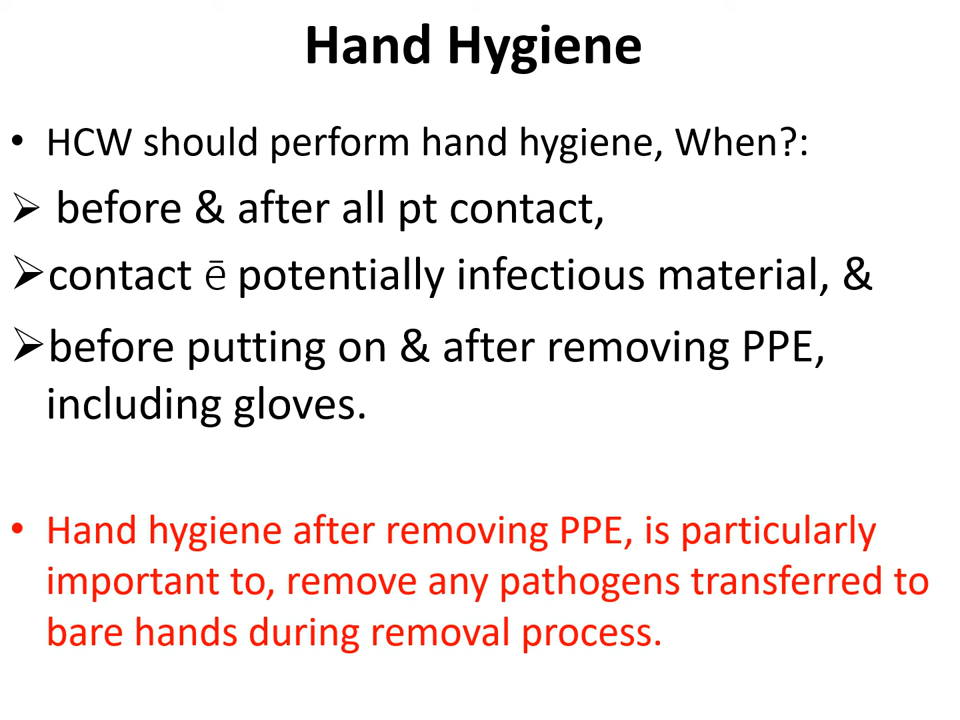 Hand Hygiene
• HCW should perform hand hygiene, When?:
➢ before & after all pt contact,
➢contact ē potentially infectious material, &
➢before putting on & after removing PPE,
including gloves.
• Hand hygiene after removing PPE, is particularly
important to, remove any pathogens transferred to
bare hands during removal process.